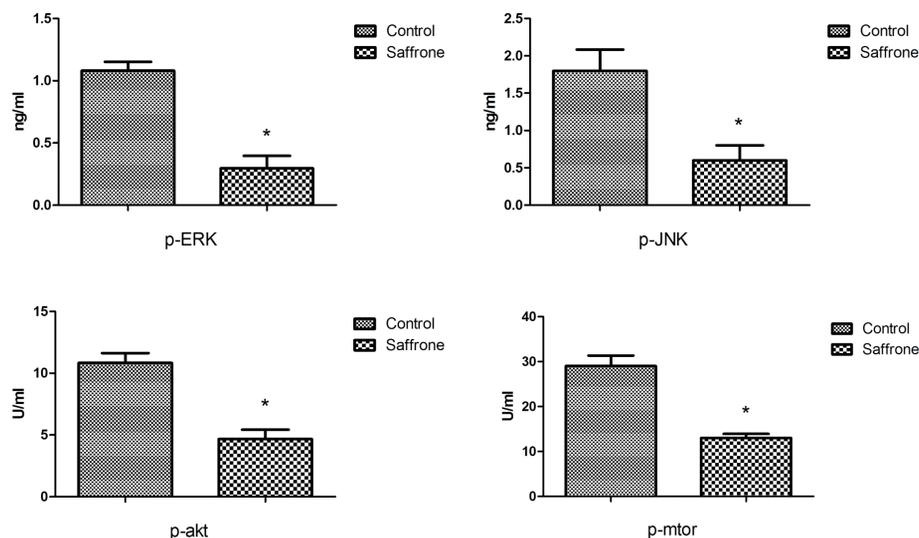 1.5
1.0
0.5
0.0
ng/ml
*
p-ERK
Control
Saffrone
2.5
2.0
1.5
1.0
0.5
0.0
ng/ml
*
p-JNK
Control
Saffrone
15
10
5
0
U/ml
*
p-akt
Control
Saffrone
40
30
20
10
0
U/ml
*
p-mtor
Control
Saffrone